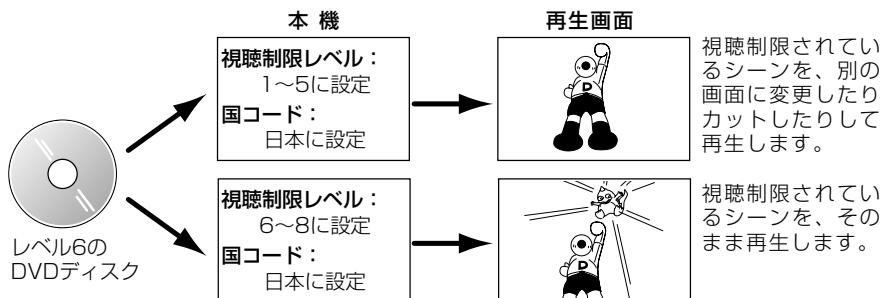 本 機
再生画面
視聴制限レベル：
1～5に設定
国コード：
日本に設定
D
視聴制限されてい
るシーンを、別の
画面に変更したり
カットしたりして
再生します。
レベル6の
DVDディスク
視聴制限レベル：
6～8に設定
国コード：
日本に設定
D
視聴制限されてい
るシーンを、その
まま再生します。